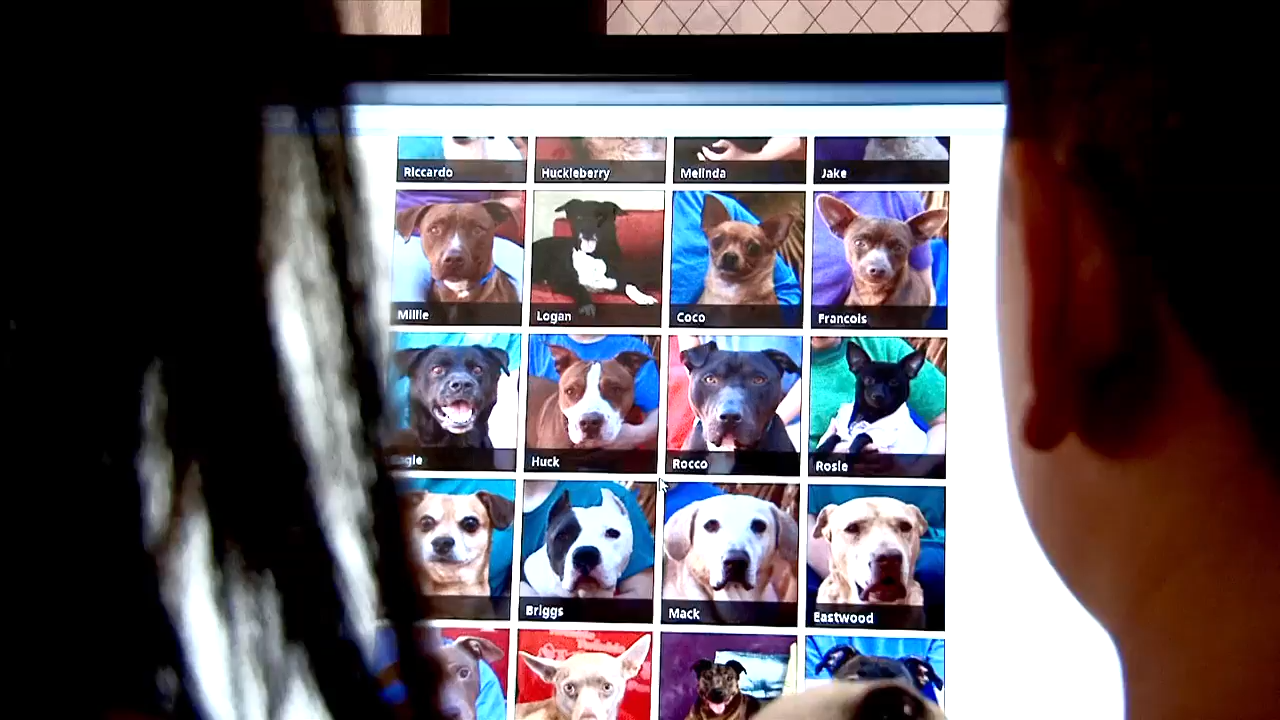 Riccardo
Huckleberry
Melinda
Jake
Millie
Logan
Coco
Francois
Huck
Rocco
Rosie
Briggs
Mack
Eastwood